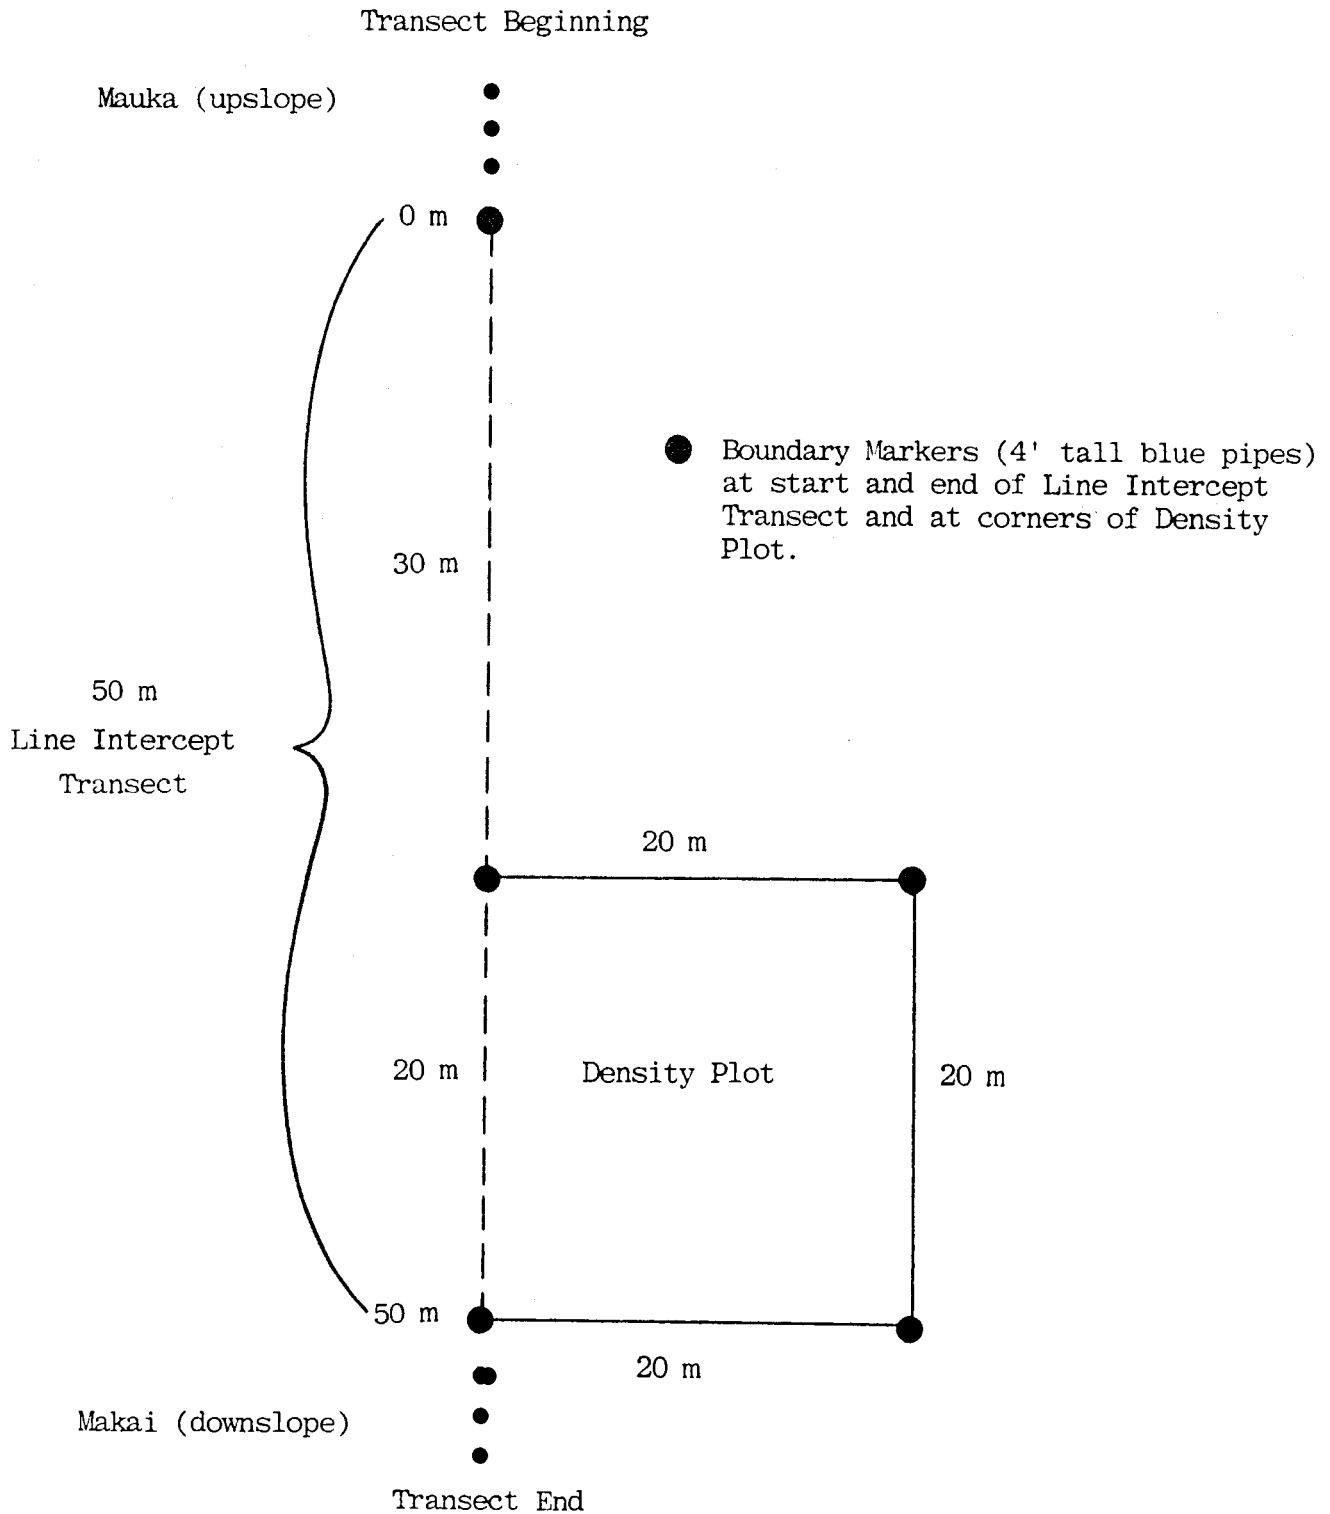 Transect Beginning
Mauka (upslope)
0 m
Boundary Markers (4' tall blue pipes)
at start and end of Line Intercept
Transect and at corners of Density
Plot.
30 m
50 m
Line Intercept
Transect
20 m
20 m
Density Plot
20 m
50 m
20 m
Makai (downslope)
Transect End